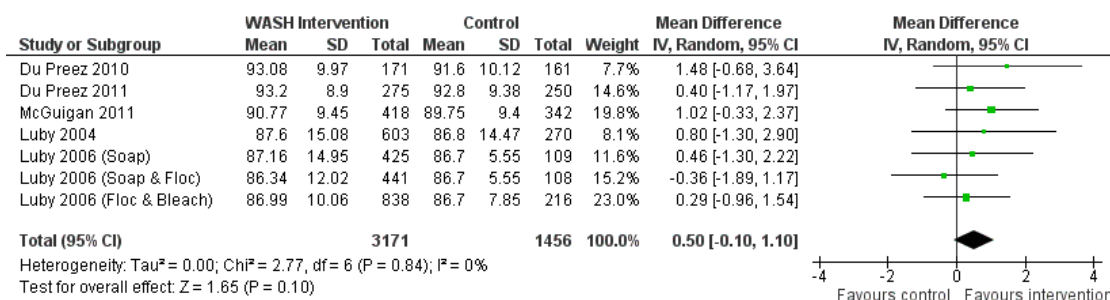 WASH Intervention Control Mean Difference Mean Difference
Study or Subgroup Mean SD Total Mean SD Total Weight IV, Random, 95% CI IV, Random, 95% CI
Du Preez 2010 93.08 9.97 171 91.6 10.12 161 7.7% 1.48 [-0.68, 3.64]
Du Preez 2011 93.2 8.9 275 92.8 9.38 250 14.6% 0.40 [-1.17, 1.97]
McGuigan 2011 90.77 9.45 418 89.75 9.4 342 19.8% 1.02 [-0.33, 2.37]
Luby 2004 87.6 15.08 603 86.8 14.47 270 8.1% 0.80 [-1.30, 2.90]
Luby 2006 (Soap) 87.16 14.95 425 86.7 5.55 109 11.6% 0.46 [-1.30, 2.22]
Luby 2006 (Soap & Floc) 86.34 12.02 441 86.7 5.55 108 15.2% -0.36 [-1.89, 1.17]
Luby 2006 (Floc & Bleach) 86.99 10.06 838 86.7 7.85 216 23.0% 0.29 [-0.96, 1.54]
Total (95% CI) 3171 1456 100.0% 0.50 [-0.10, 1.10]
Heterogeneity: Tau² = 0.00; Chi² = 2.77, df = 6 (P = 0.84); I² = 0%
Test for overall effect: Z = 1.65 (P = 0.10)
-4 -2 0 2 4
Favours control Favours intervention